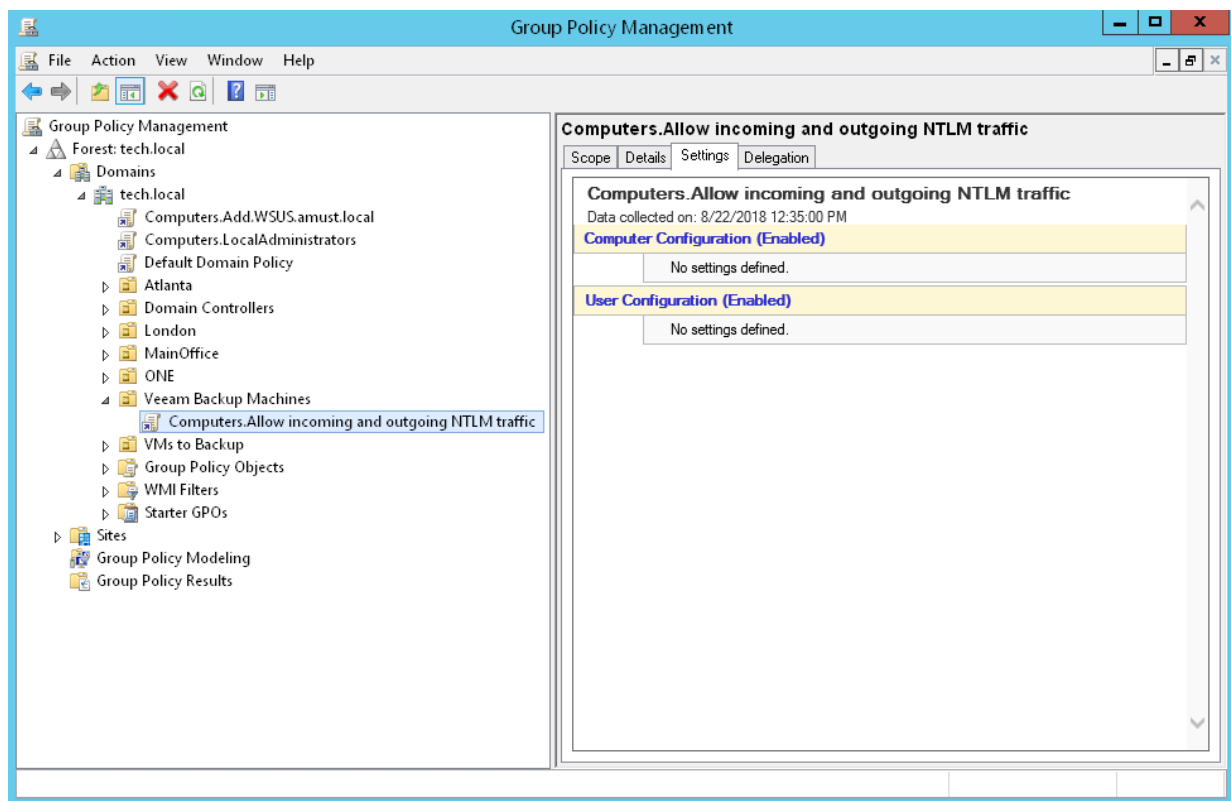 Group Policy Management
File Action View Window Help
Group Policy Management
Forest: tech.local
Domains
tech.local
Computers.Add.WSUS.amust.local
Computers.LocalAdministrators
Default Domain Policy
Atlanta
Domain Controllers
London
MainOffice
ONE
Veeam Backup Machines
Computers.Allow incoming and outgoing NTLM traffic
VMs to Backup
Group Policy Objects
WMI Filters
Starter GPOs
Sites
Group Policy Modeling
Group Policy Results
Computers.Allow incoming and outgoing NTLM traffic
Scope Details Settings Delegation
Computers.Allow incoming and outgoing NTLM traffic
Data collected on: 8/22/2018 12:35:00 PM
Computer Configuration (Enabled)
No settings defined.
User Configuration (Enabled)
No settings defined.